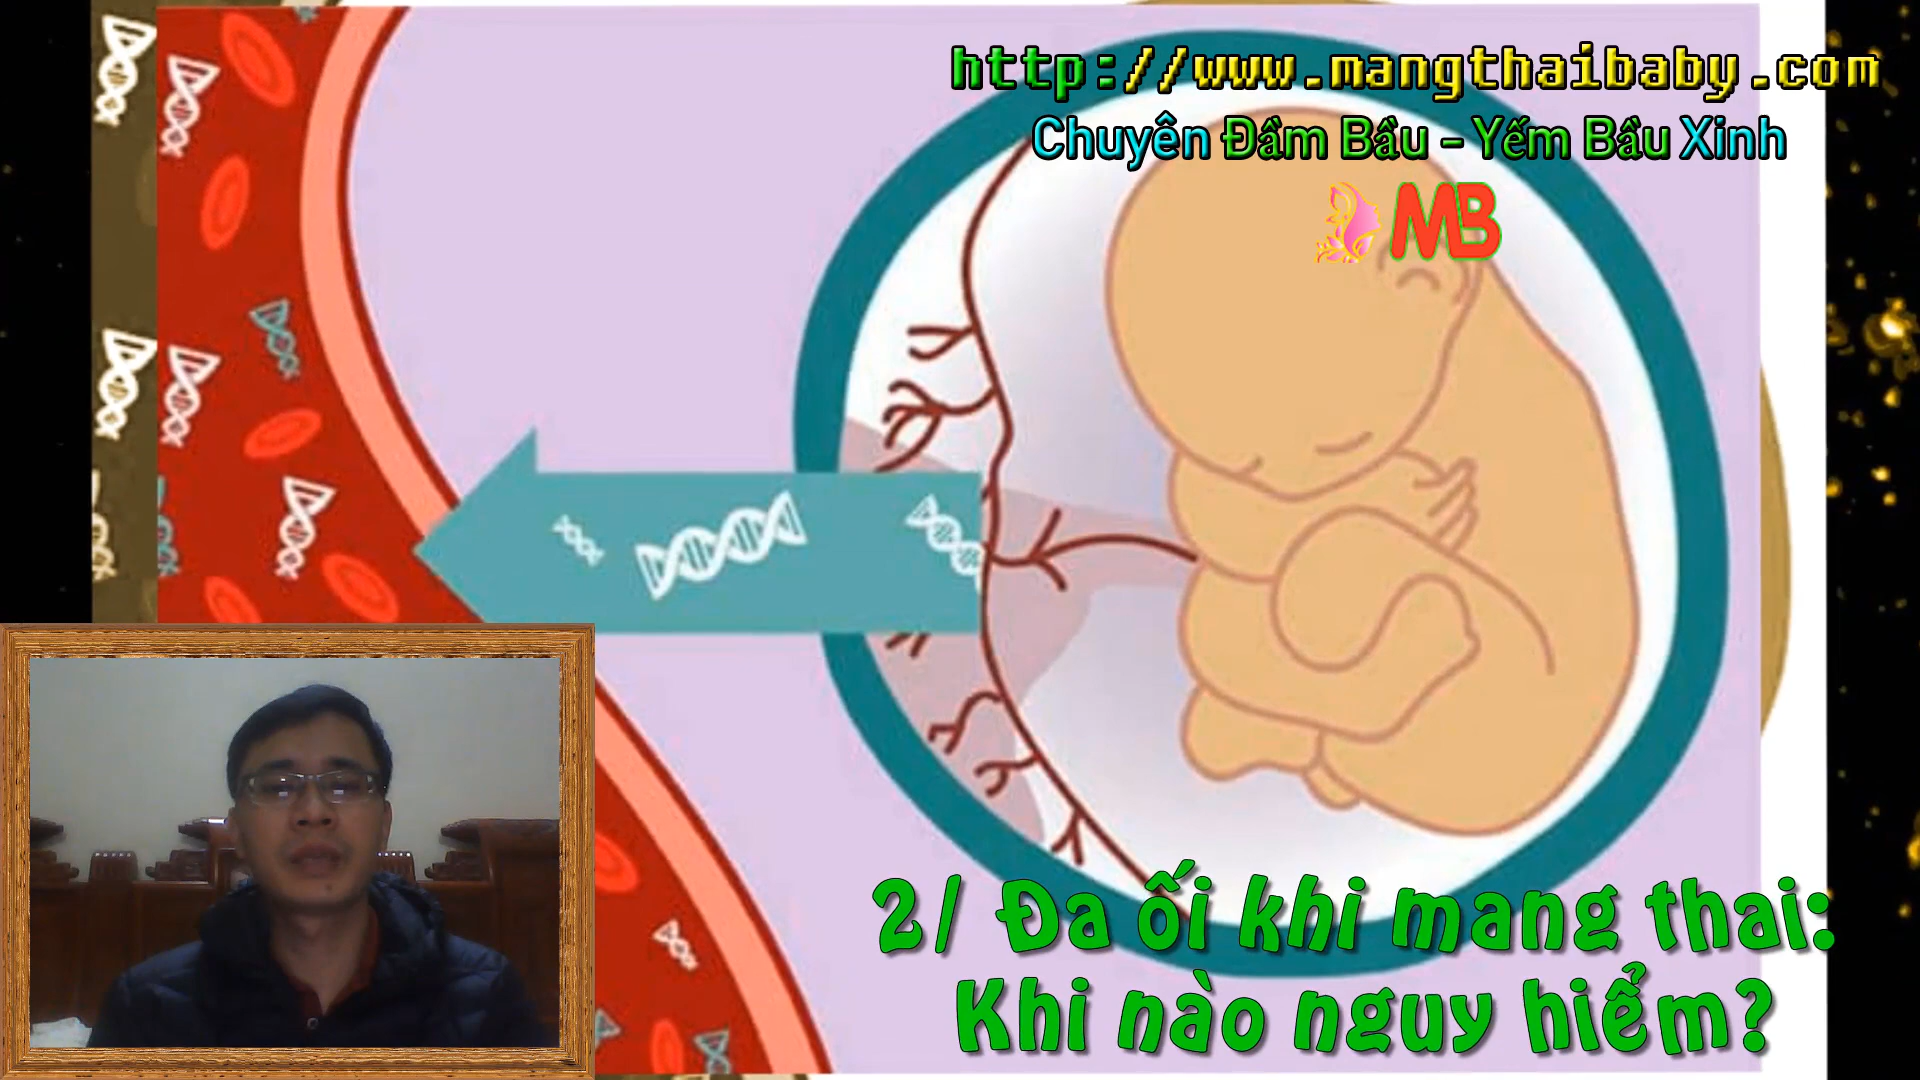 http://www.mangthaibaby.com
Chuyên Đầm Bầu - Yếm Bầu Xinh
MB
2/ Đa ối khi mang thai:
Khi nào nguy hiểm?